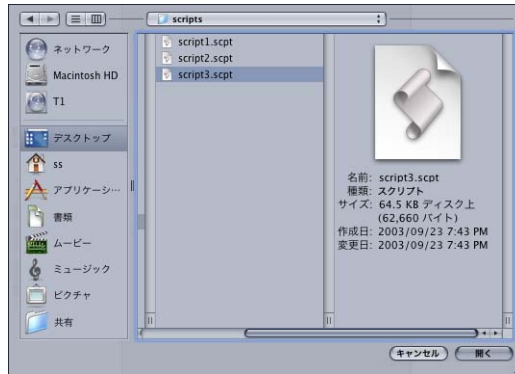 scripts
ネットワーク
Macintosh HD
T1
デスクトップ
ss
アプリケーシ…
書類
ムービー
ミュージック
ピクチャ
共有
script1.scpt
script2.scpt
script3.scpt
名前: script3.scpt
種類: スクリプト
サイズ: 64.5 KB ディスク上
(62,660 バイト)
作成日: 2003/09/23 7:43 PM
変更日: 2003/09/23 7:43 PM
キャンセル
開く